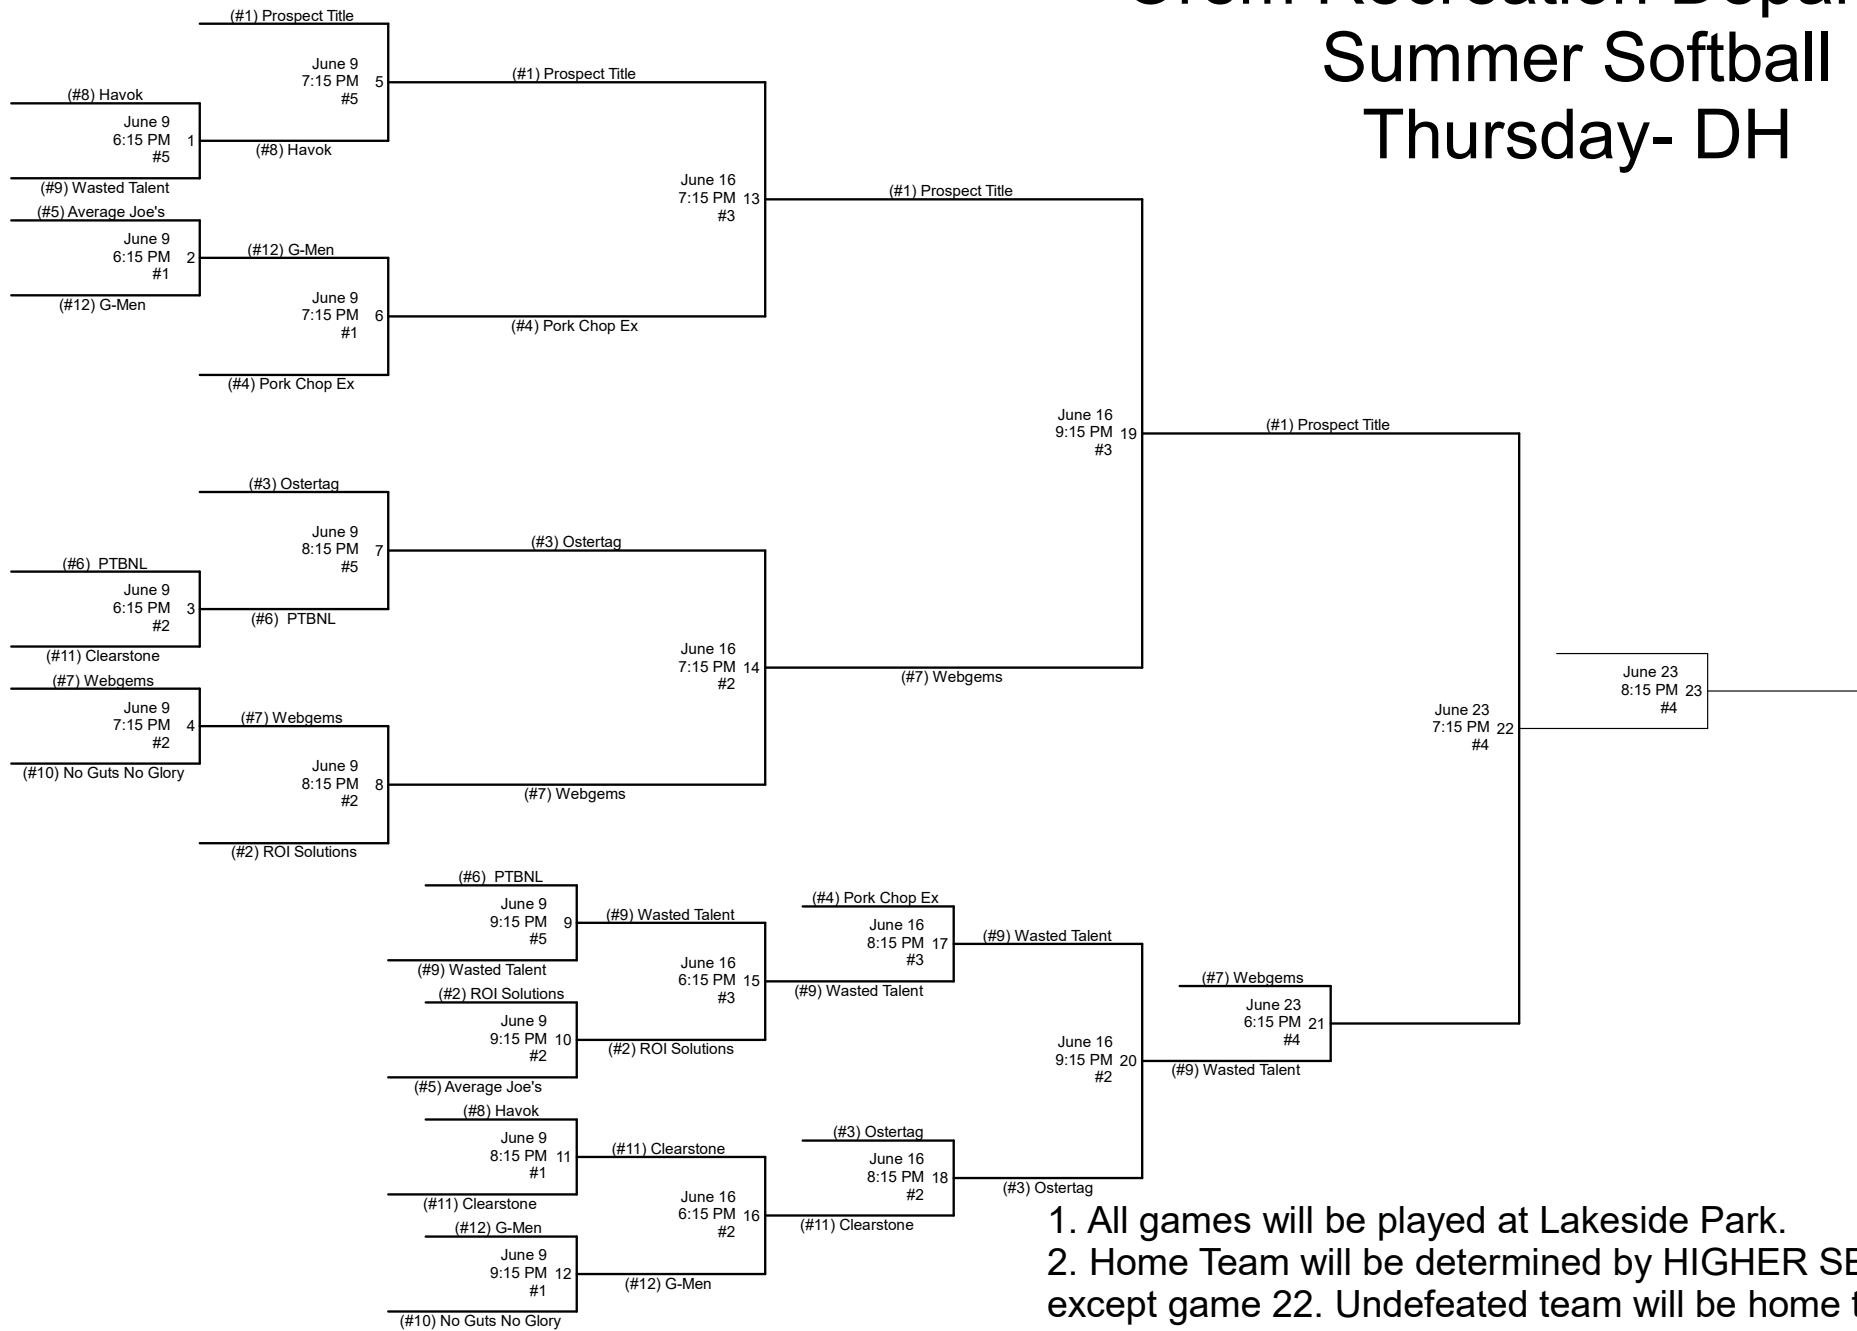 Summer Softball
Thursday- DH
(#1) Prospect Title
June 9
7:15 PM 5
#5
(#8) Havok
(#8) Havok
June 9
6:15 PM 1
#5
(#9) Wasted Talent
(#5) Average Joe's
June 9
6:15 PM 2
#1
(#12) G-Men
(#12) G-Men
June 9
7:15 PM 6
#1
(#4) Pork Chop Ex
(#1) Prospect Title
June 16
7:15 PM 13
#3
(#4) Pork Chop Ex
(#1) Prospect Title
(#3) Ostertag
June 9
8:15 PM 7
#5
(#6) PTBNL
(#6) PTBNL
June 9
6:15 PM 3
#2
(#11) Clearstone
(#7) Webgems
June 9
7:15 PM 4
#2
(#10) No Guts No Glory
(#7) Webgems
June 9
8:15 PM 8
#2
(#2) ROI Solutions
(#3) Ostertag
June 16
7:15 PM 14
#2
(#7) Webgems
(#7) Webgems
June 16
9:15 PM 19
#3
(#1) Prospect Title
June 23
7:15 PM 22
#4
June 23
8:15 PM 23
#4
(#6) PTBNL
June 9
9:15 PM 9
#5
(#9) Wasted Talent
(#2) ROI Solutions
June 9
9:15 PM 10
#2
(#5) Average Joe's
(#8) Havok
June 9
8:15 PM 11
#1
(#11) Clearstone
(#12) G-Men
June 9
9:15 PM 12
#1
(#10) No Guts No Glory
(#9) Wasted Talent
June 16
6:15 PM 15
#3
(#2) ROI Solutions
(#11) Clearstone
June 16
6:15 PM 16
#2
(#12) G-Men
(#4) Pork Chop Ex
June 16
8:15 PM 17
#3
(#9) Wasted Talent
(#3) Ostertag
June 16
8:15 PM 18
#2
(#11) Clearstone
(#9) Wasted Talent
June 16
9:15 PM 20
#2
(#3) Ostertag
(#7) Webgems
June 23
6:15 PM 21
#4
(#9) Wasted Talent
1. All games will be played at Lakeside Park.
2. Home Team will be determined by HIGHER
except game 22. Undefeated team will be home